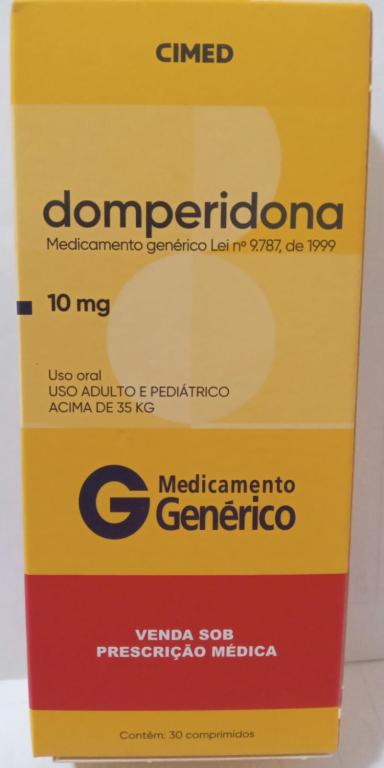 CIMED
domperidona
Medicamento genérico Lei nº 9.787, de 1999
10 mg
Uso oral
USO ADULTO E PEDIÁTRICO
ACIMA DE 35 KG
G Medicamento
Genérico
VENDA SOB
PRESCRIÇÃO MÉDICA
Contém: 30 comprimidos